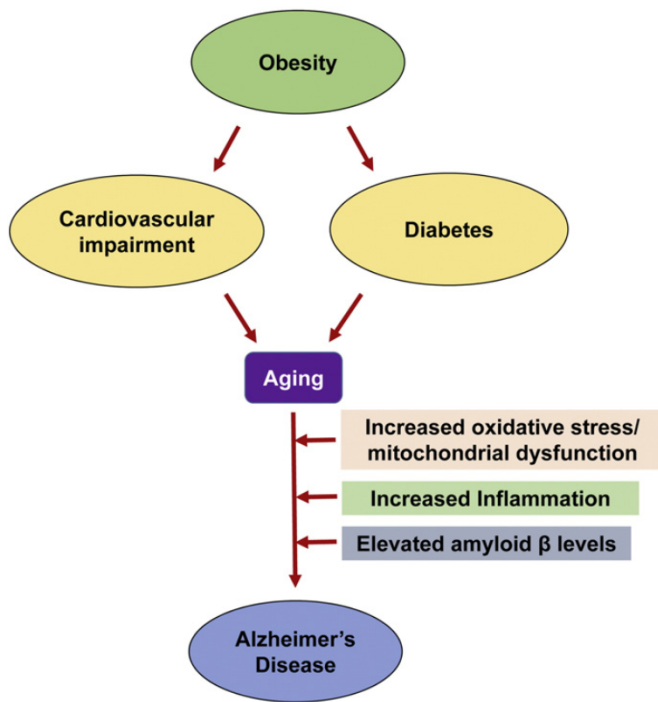 Obesity
Cardiovascular
impairment
Diabetes
Aging
Increased oxidative stress/
mitochondrial dysfunction
Increased Inflammation
Elevated amyloid β levels
Alzheimer’s
Disease